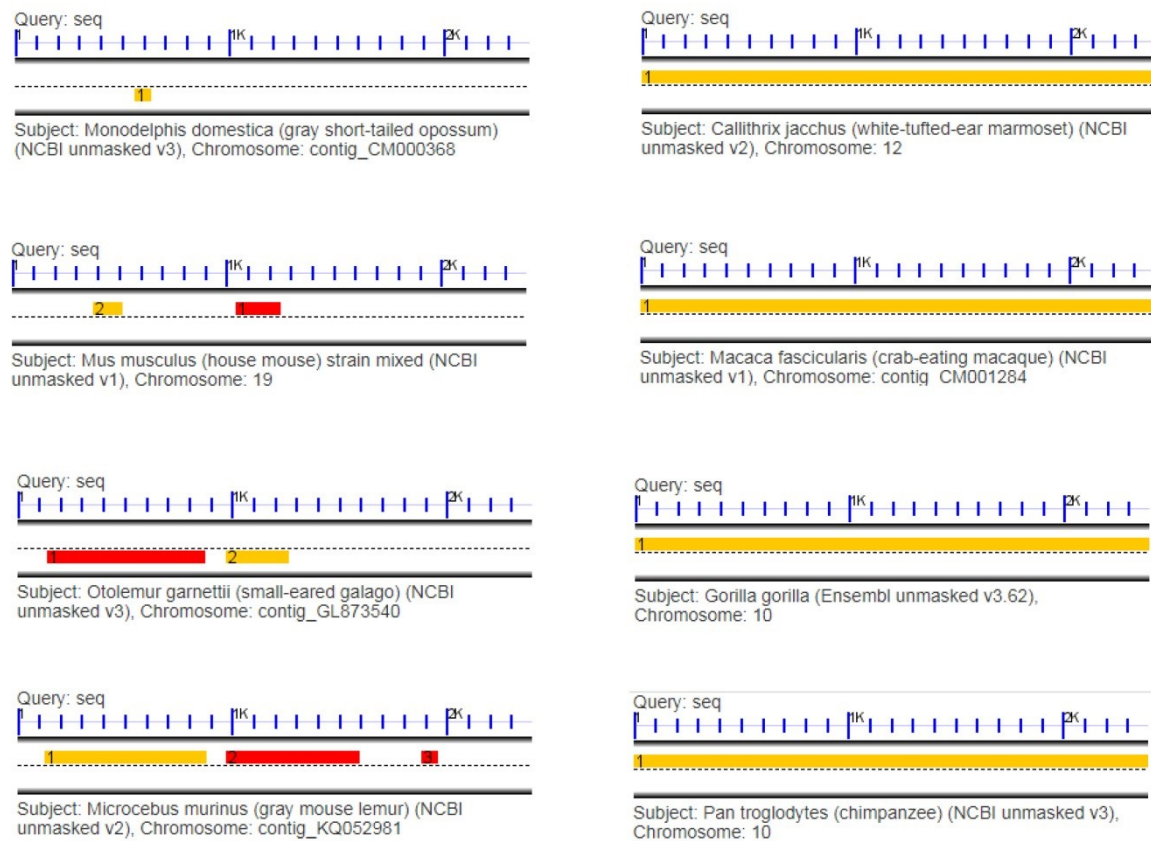 Query: seq
1 1K 2K
1
Subject: Monodelphis domestica (gray short-tailed opossum)
(NCBI unmasked v3), Chromosome: contig_CM000368
Query: seq
1 1K 2K
2 1
Subject: Mus musculus (house mouse) strain mixed (NCBI
unmasked v1), Chromosome: 19
Query: seq
1 1K 2K
1 2
Subject: Otolemur garnettii (small-eared galago) (NCBI
unmasked v3), Chromosome: contig_GL873540
Query: seq
1 1K 2K
1 2 3
Subject: Microcebus murinus (gray mouse lemur) (NCBI
unmasked v2), Chromosome: contig_KQ052981
Query: seq
1 1K 2K
1
Subject: Callithrix jacchus (white-tufted-ear marmoset) (NCBI
unmasked v2), Chromosome: 12
Query: seq
1 1K 2K
1
Subject: Macaca fascicularis (crab-eating macaque) (NCBI
unmasked v1), Chromosome: contig_CM001284
Query: seq
1 1K 2K
1
Subject: Gorilla gorilla (Ensembl unmasked v3.62),
Chromosome: 10
Query: seq
1 1K 2K
1
Subject: Pan troglodytes (chimpanzee) (NCBI unmasked v3),
Chromosome: 10